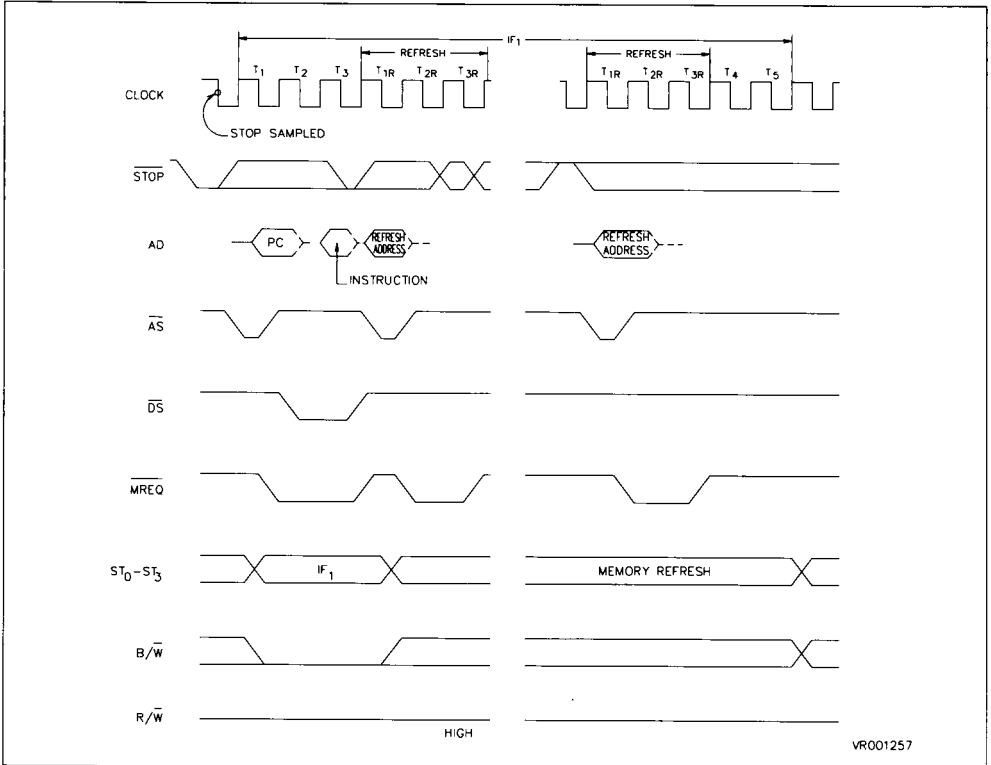 IF1
REFRESH REFRESH
T1 T2 T3 T1R T2R T3R T1R T2R T3R T4 T5
CLOCK
STOP SAMPLED
STOP
AD PC REFRESH ADDRESS REFRESH ADDRESS
INSTRUCTION
AS
DS
MREQ
ST0-ST3 IF1 MEMORY REFRESH
B/W
R/W
HIGH
VR001257